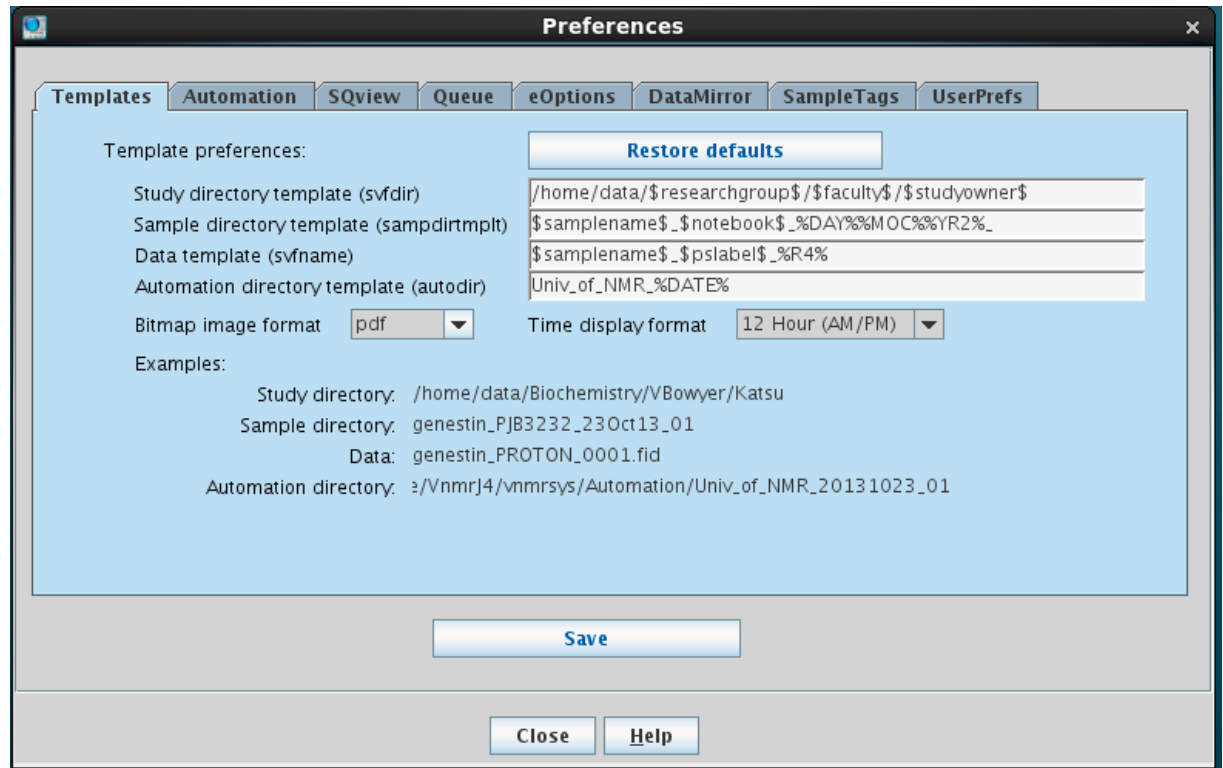 Preferences
Templates Automation SQview Queue eOptions DataMirror SampleTags UserPrefs
Template preferences: Restore defaults
Study directory template (svfdir) /home/data/$researchgroup$/$faculty$/$studyowner$
Sample directory template (sampdirtmplt) $samplename$_$notebook$_%DAY%%MOC%%YR2%_
Data template (svfname) $samplename$_$pslabel$_%R4%
Automation directory template (autodir) Univ_of_NMR_%DATE%
Bitmap image format pdf Time display format 12 Hour (AM/PM)
Examples:
Study directory: /home/data/Biochemistry/VBowyer/Katsu
Sample directory: genestin_PJB3232_23Oct13_01
Data: genestin_PROTON_0001.fid
Automation directory: e/VnmrJ4/vnmrsys/Automation/Univ_of_NMR_20131023_01
Save
Close Help